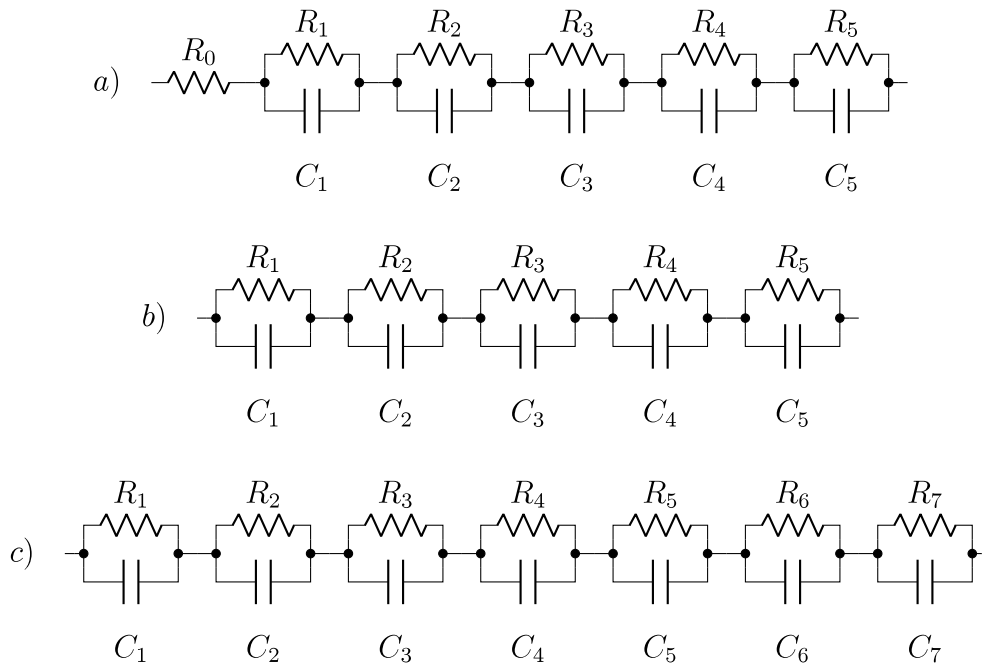 R₁ R₂ R₃ R₄ R₅
a) R₀
C₁ C₂ C₃ C₄ C₅
R₁ R₂ R₃ R₄ R₅
b)
C₁ C₂ C₃ C₄ C₅
R₁ R₂ R₃ R₄ R₅ R₆ R₇
c)
C₁ C₂ C₃ C₄ C₅ C₆ C₇